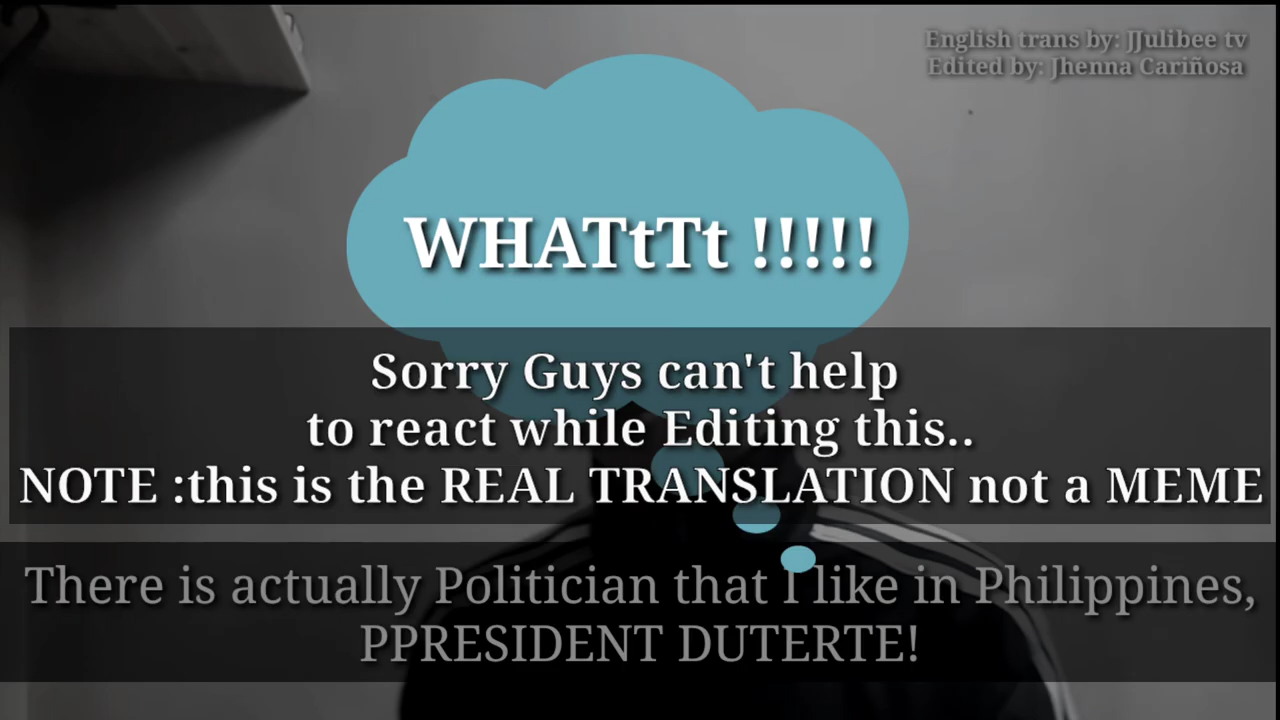 English trans by: JJulibee tv
Edited by: Jhenna Cariñosa
WHATtTt !!!!!
Sorry Guys can't help
to react while Editing this..
NOTE :this is the REAL TRANSLATION not a MEME
There is actually Politician that I like in Philippines,
PPRESIDENT DUTERTE!